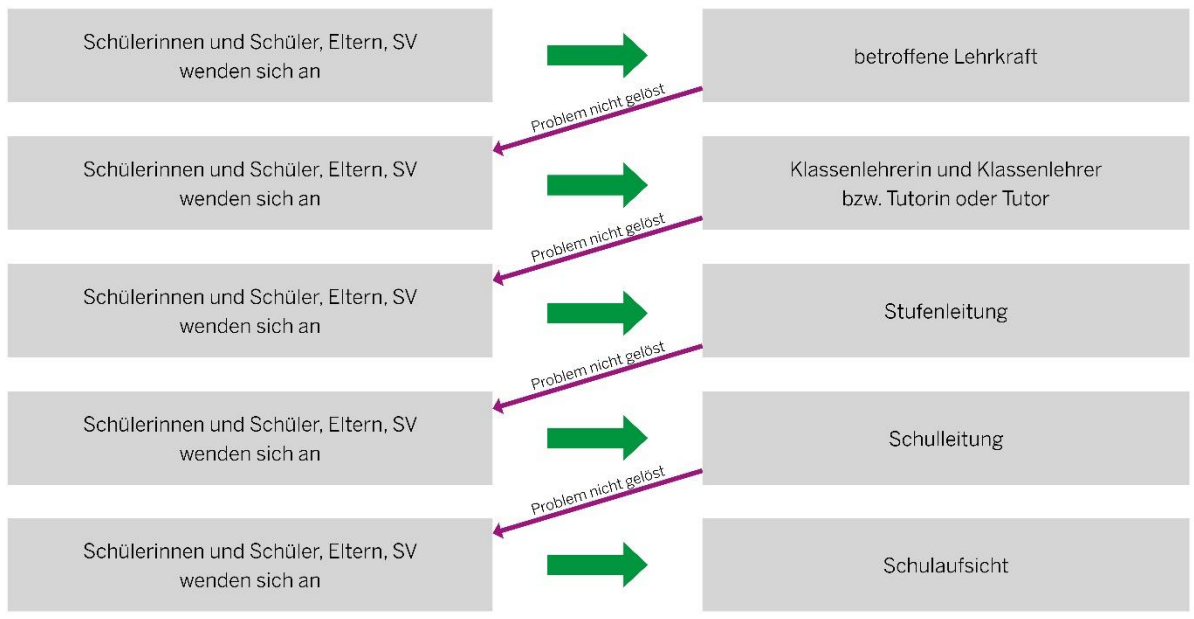 Schülerinnen und Schüler, Eltern, SV
wenden sich an
betroffene Lehrkraft
Problem nicht gelöst
Schülerinnen und Schüler, Eltern, SV
wenden sich an
Klassenlehrerin und Klassenlehrer
bzw. Tutorin oder Tutor
Problem nicht gelöst
Schülerinnen und Schüler, Eltern, SV
wenden sich an
Stufenleitung
Problem nicht gelöst
Schülerinnen und Schüler, Eltern, SV
wenden sich an
Schulleitung
Problem nicht gelöst
Schülerinnen und Schüler, Eltern, SV
wenden sich an
Schulaufsicht